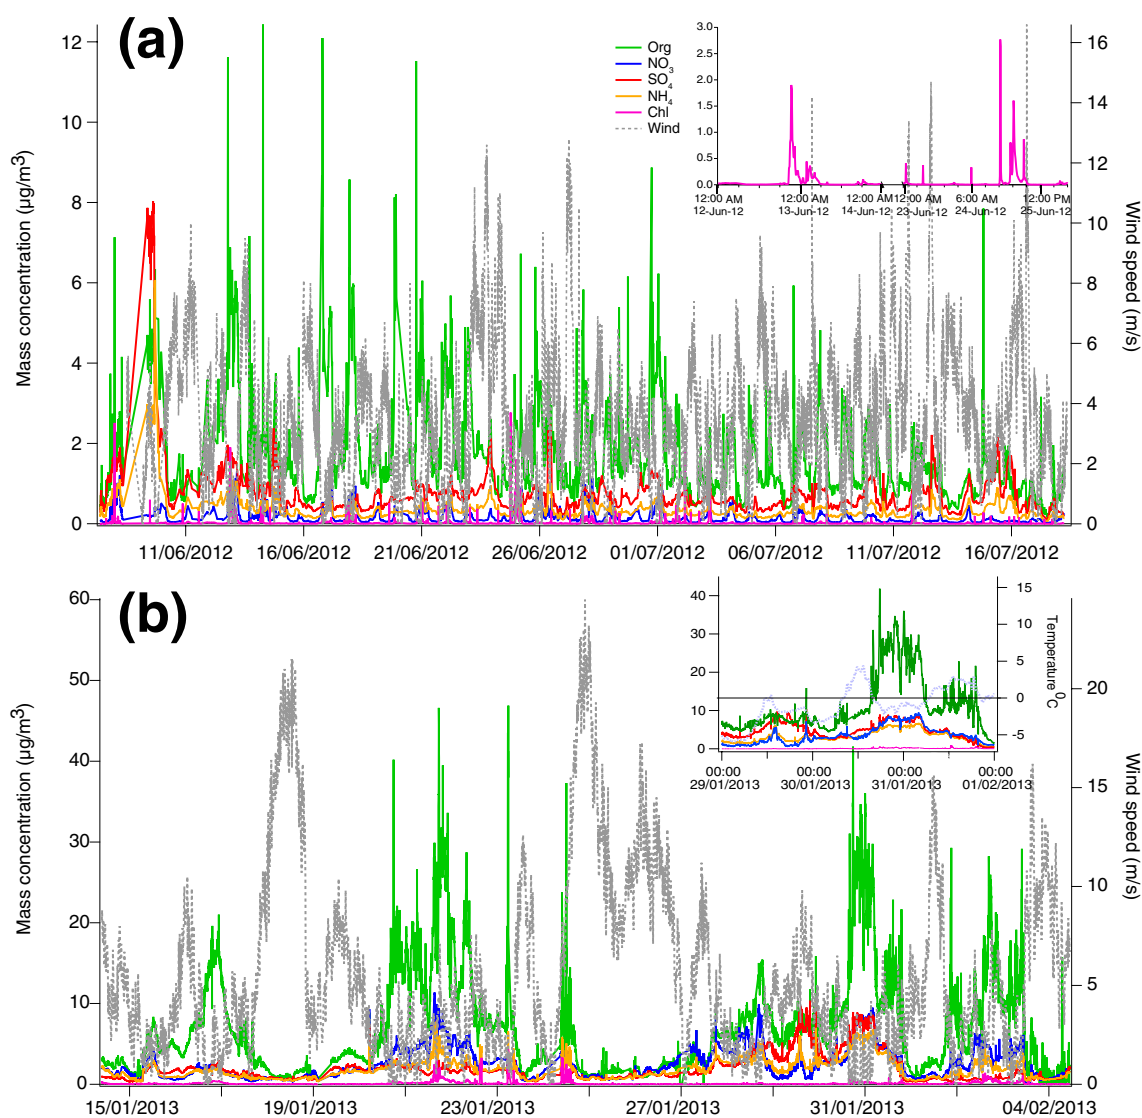 (a)
12
10
8
6
4
2
0
Mass concentration (µg/m3)
Org
NO3
SO4
NH4
Chl
Wind
3.0
2.5
2.0
1.5
1.0
0.5
0.0
12:00 AM 12:00 AM 12:00 AM 12:00 AM 6:00 AM 12:00 PM
12-Jun-12 13-Jun-12 14-Jun-12 23-Jun-12 24-Jun-12 25-Jun-12
16
14
12
10
8
6
4
2
0
Wind speed (m/s)
11/06/2012 16/06/2012 21/06/2012 26/06/2012 01/07/2012 06/07/2012 11/07/2012 16/07/2012
(b)
60
50
40
30
20
10
0
Mass concentration (µg/m3)
40
30
20
10
0
15
10
5
0
-5
Temperature 0C
00:00 00:00 00:00 00:00
29/01/2013 30/01/2013 31/01/2013 01/02/2013
20
15
10
5
0
Wind speed (m/s)
15/01/2013 19/01/2013 23/01/2013 27/01/2013 31/01/2013 04/02/2013